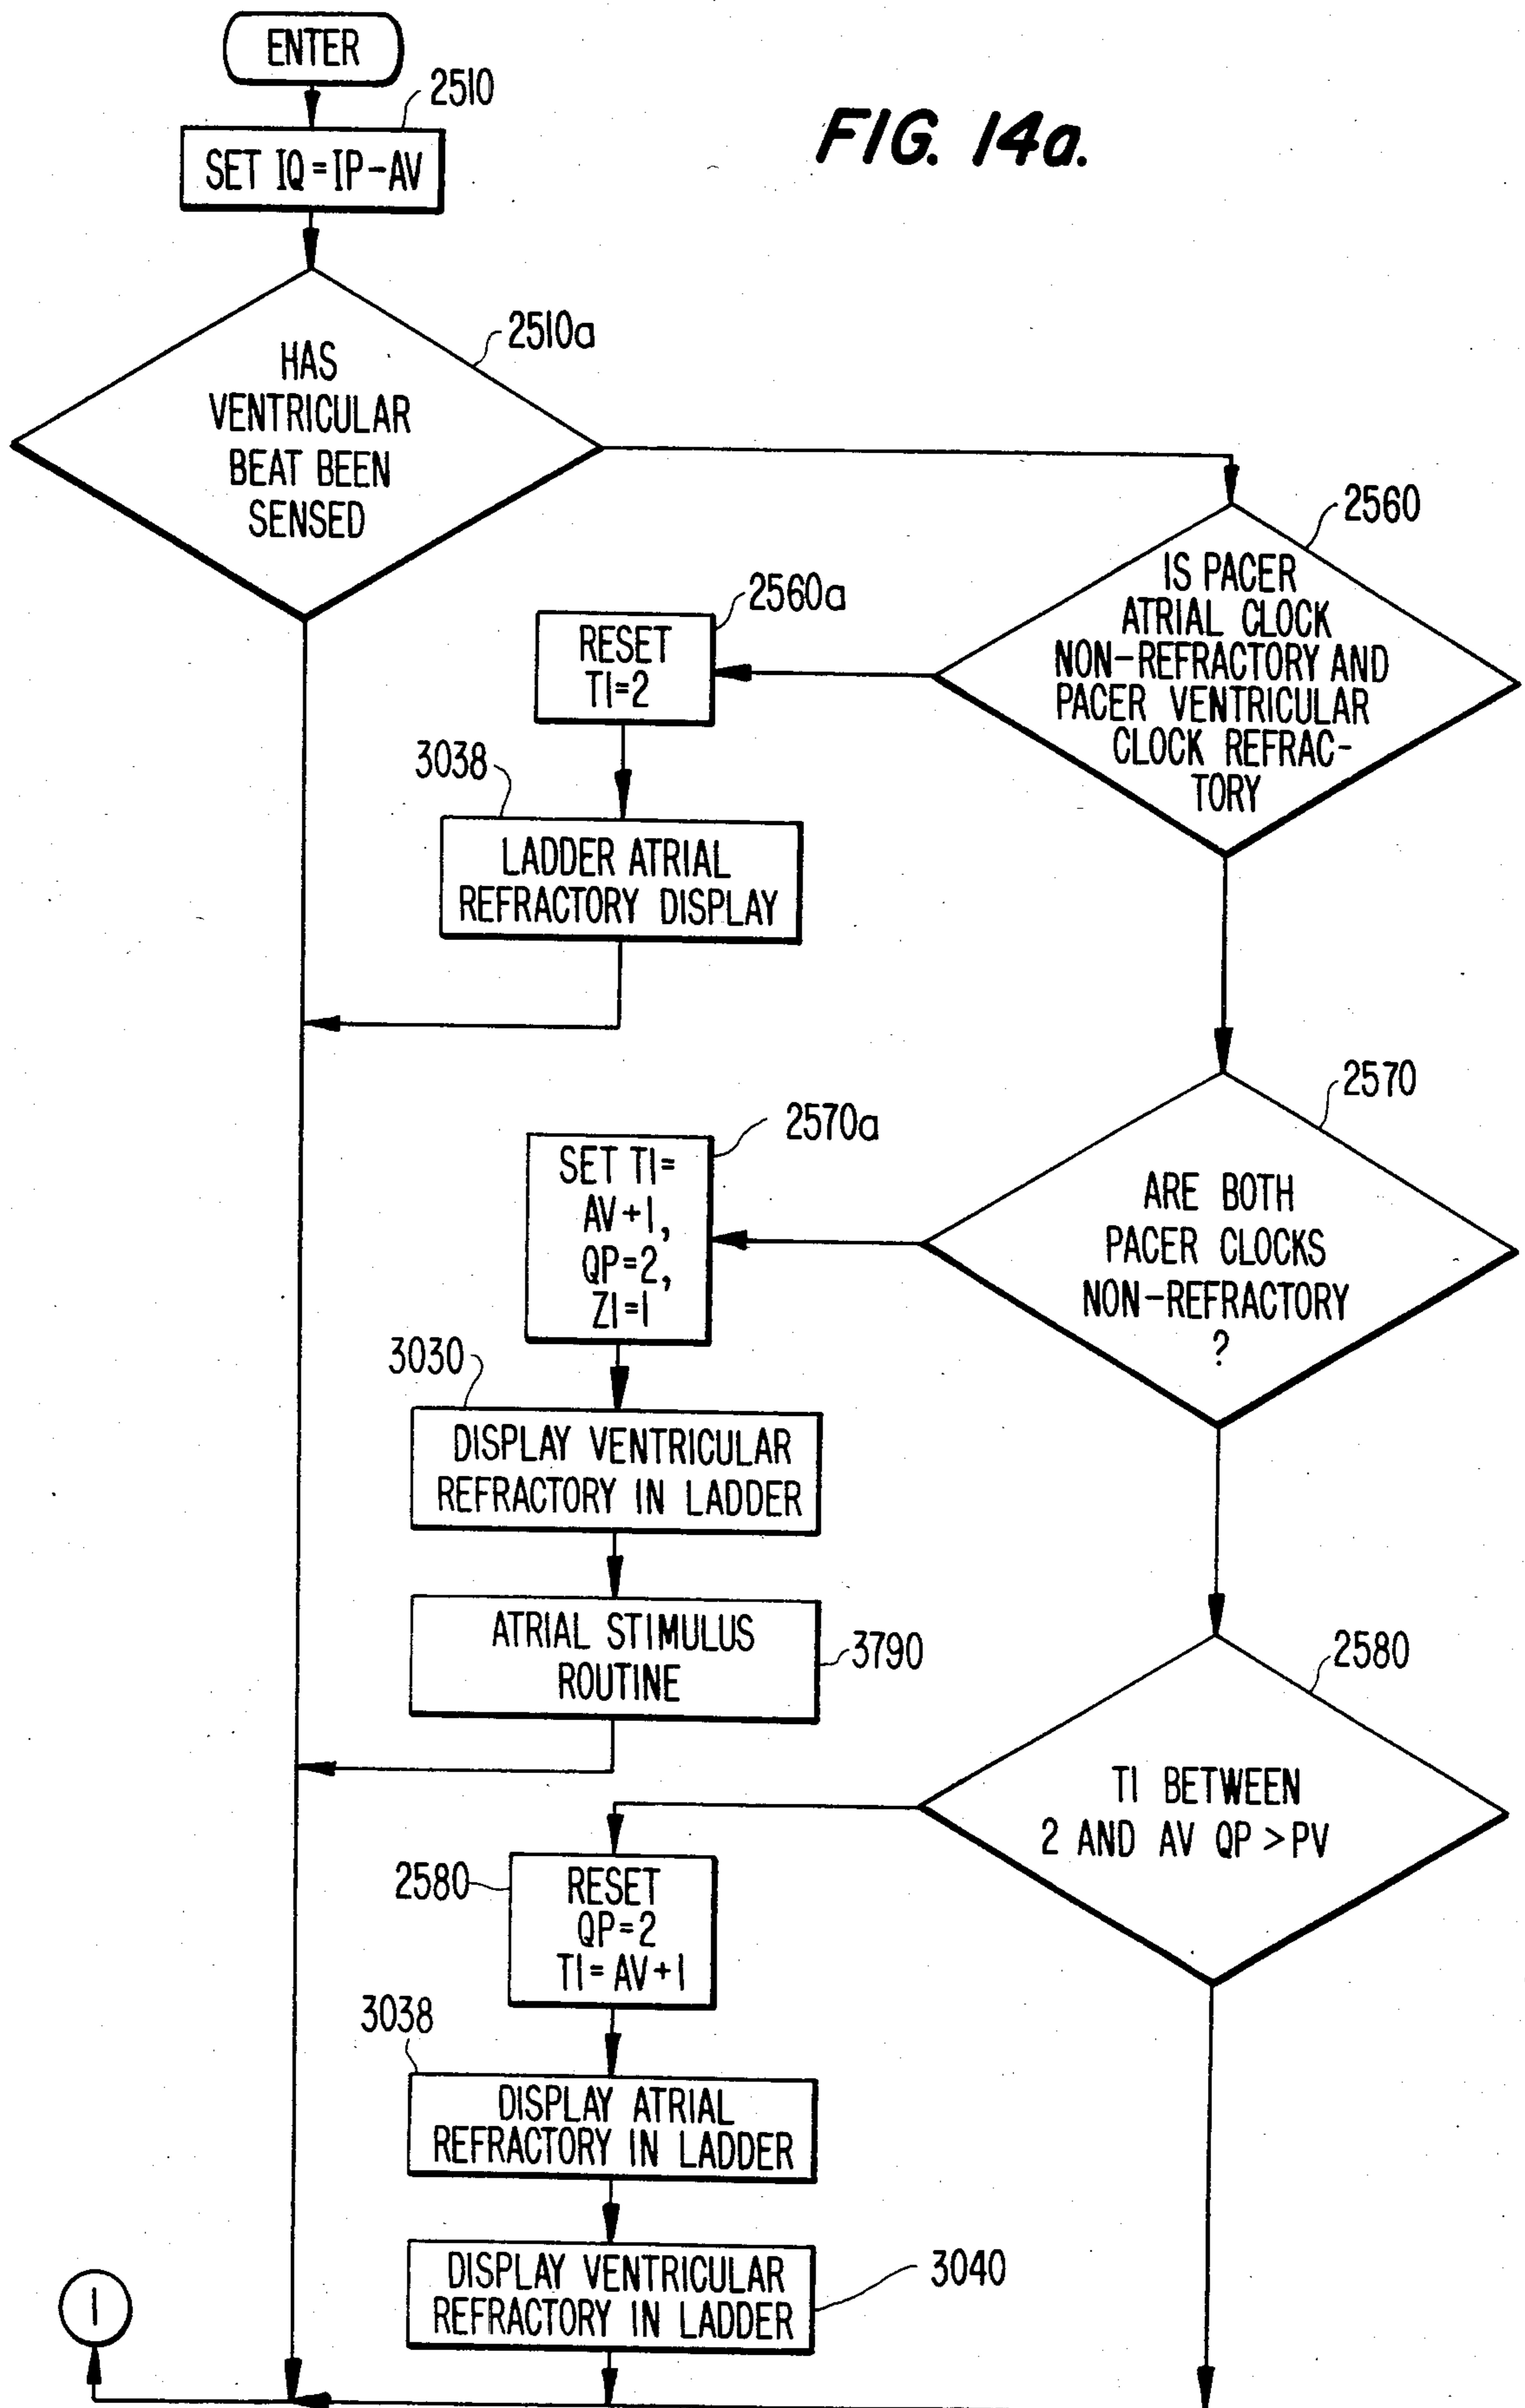 ENTER
2510
FIG. 14a.
SET IQ = IP-AV
2510a
HAS
VENTRICULAR
BEAT BEEN
SENSED
2560
IS PACER
ATRIAL CLOCK
NON-REFRACTORY AND
PACER VENTRICULAR
CLOCK REFRAC-
TORY
2560a
RESET
TI=2
3038
LADDER ATRIAL
REFRACTORY DISPLAY
2570
ARE BOTH
PACER CLOCKS
NON-REFRACTORY
?
2570a
SET TI=
AV+1,
QP=2,
ZI=1
3030
DISPLAY VENTRICULAR
REFRACTORY IN LADDER
ATRIAL STIMULUS
ROUTINE
3790
2580
TI BETWEEN
2 AND AV QP > PV
2580
RESET
QP=2
TI=AV+1
3038
DISPLAY ATRIAL
REFRACTORY IN LADDER
DISPLAY VENTRICULAR
REFRACTORY IN LADDER
3040
1